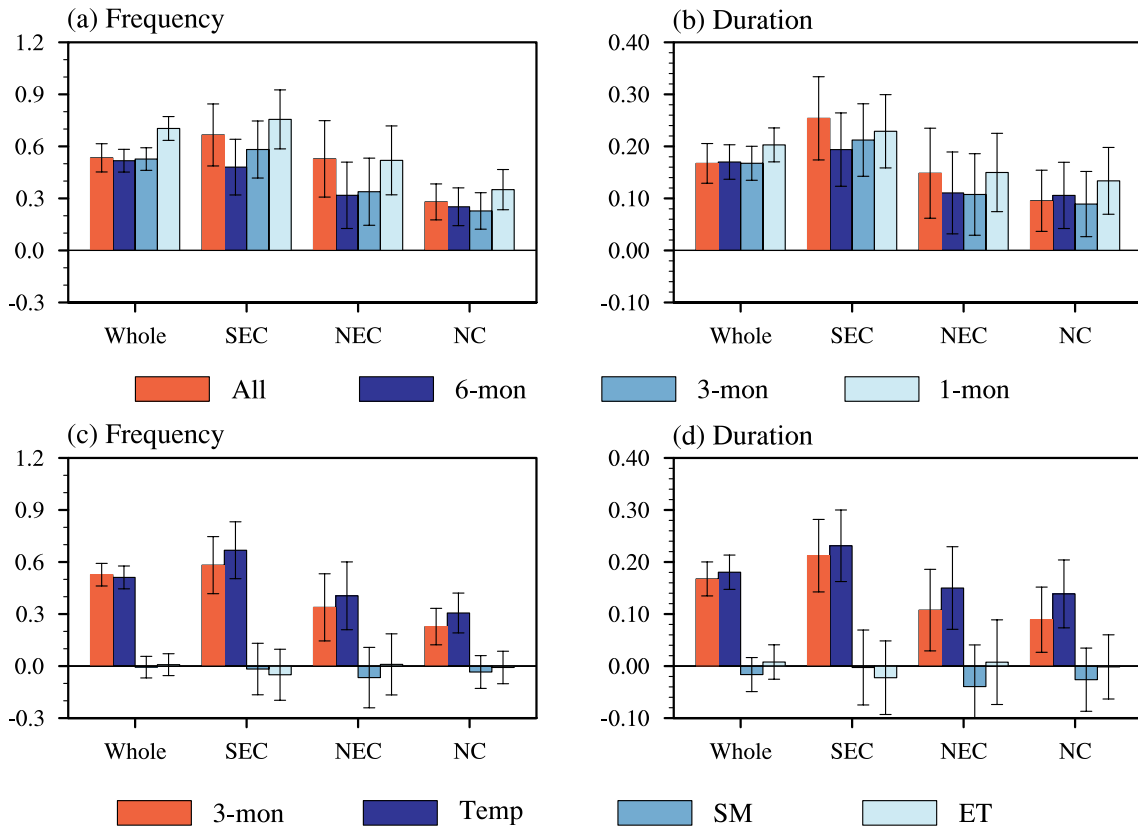 (a) Frequency
1.2
0.9
0.6
0.3
0.0
-0.3
Whole SEC NEC NC
(b) Duration
0.40
0.30
0.20
0.10
0.00
-0.10
Whole SEC NEC NC
All 6-mon 3-mon 1-mon
(c) Frequency
1.2
0.9
0.6
0.3
0.0
-0.3
Whole SEC NEC NC
(d) Duration
0.40
0.30
0.20
0.10
0.00
-0.10
Whole SEC NEC NC
3-mon Temp SM ET